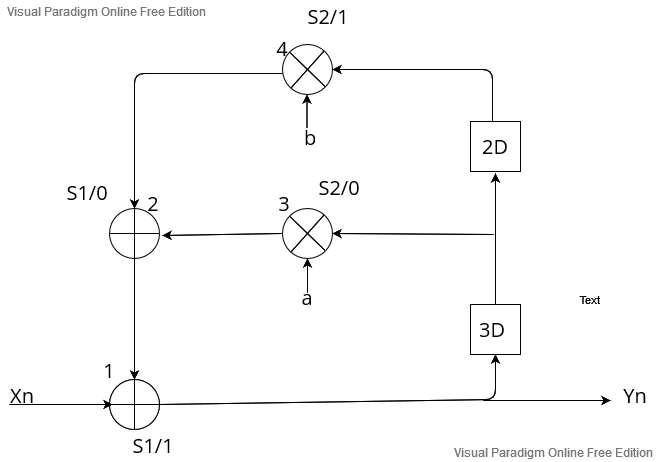 Visual Paradigm Online Free Edition
S2/1
4
b
2D
S1/0
2
3
S2/0
a
Text
3D
1
Xn
Yn
S1/1
Visual Paradigm Online Free Edition